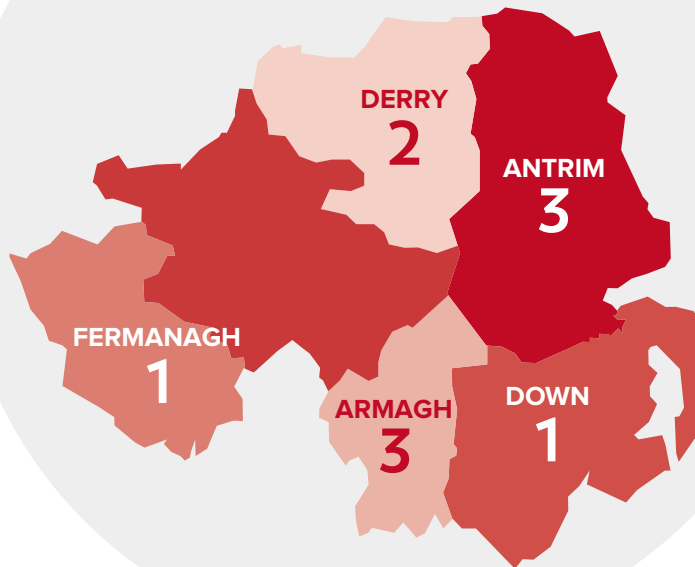 DERRY
2
ANTRIM
3
FERMANAGH
1
ARMAGH
3
DOWN
1